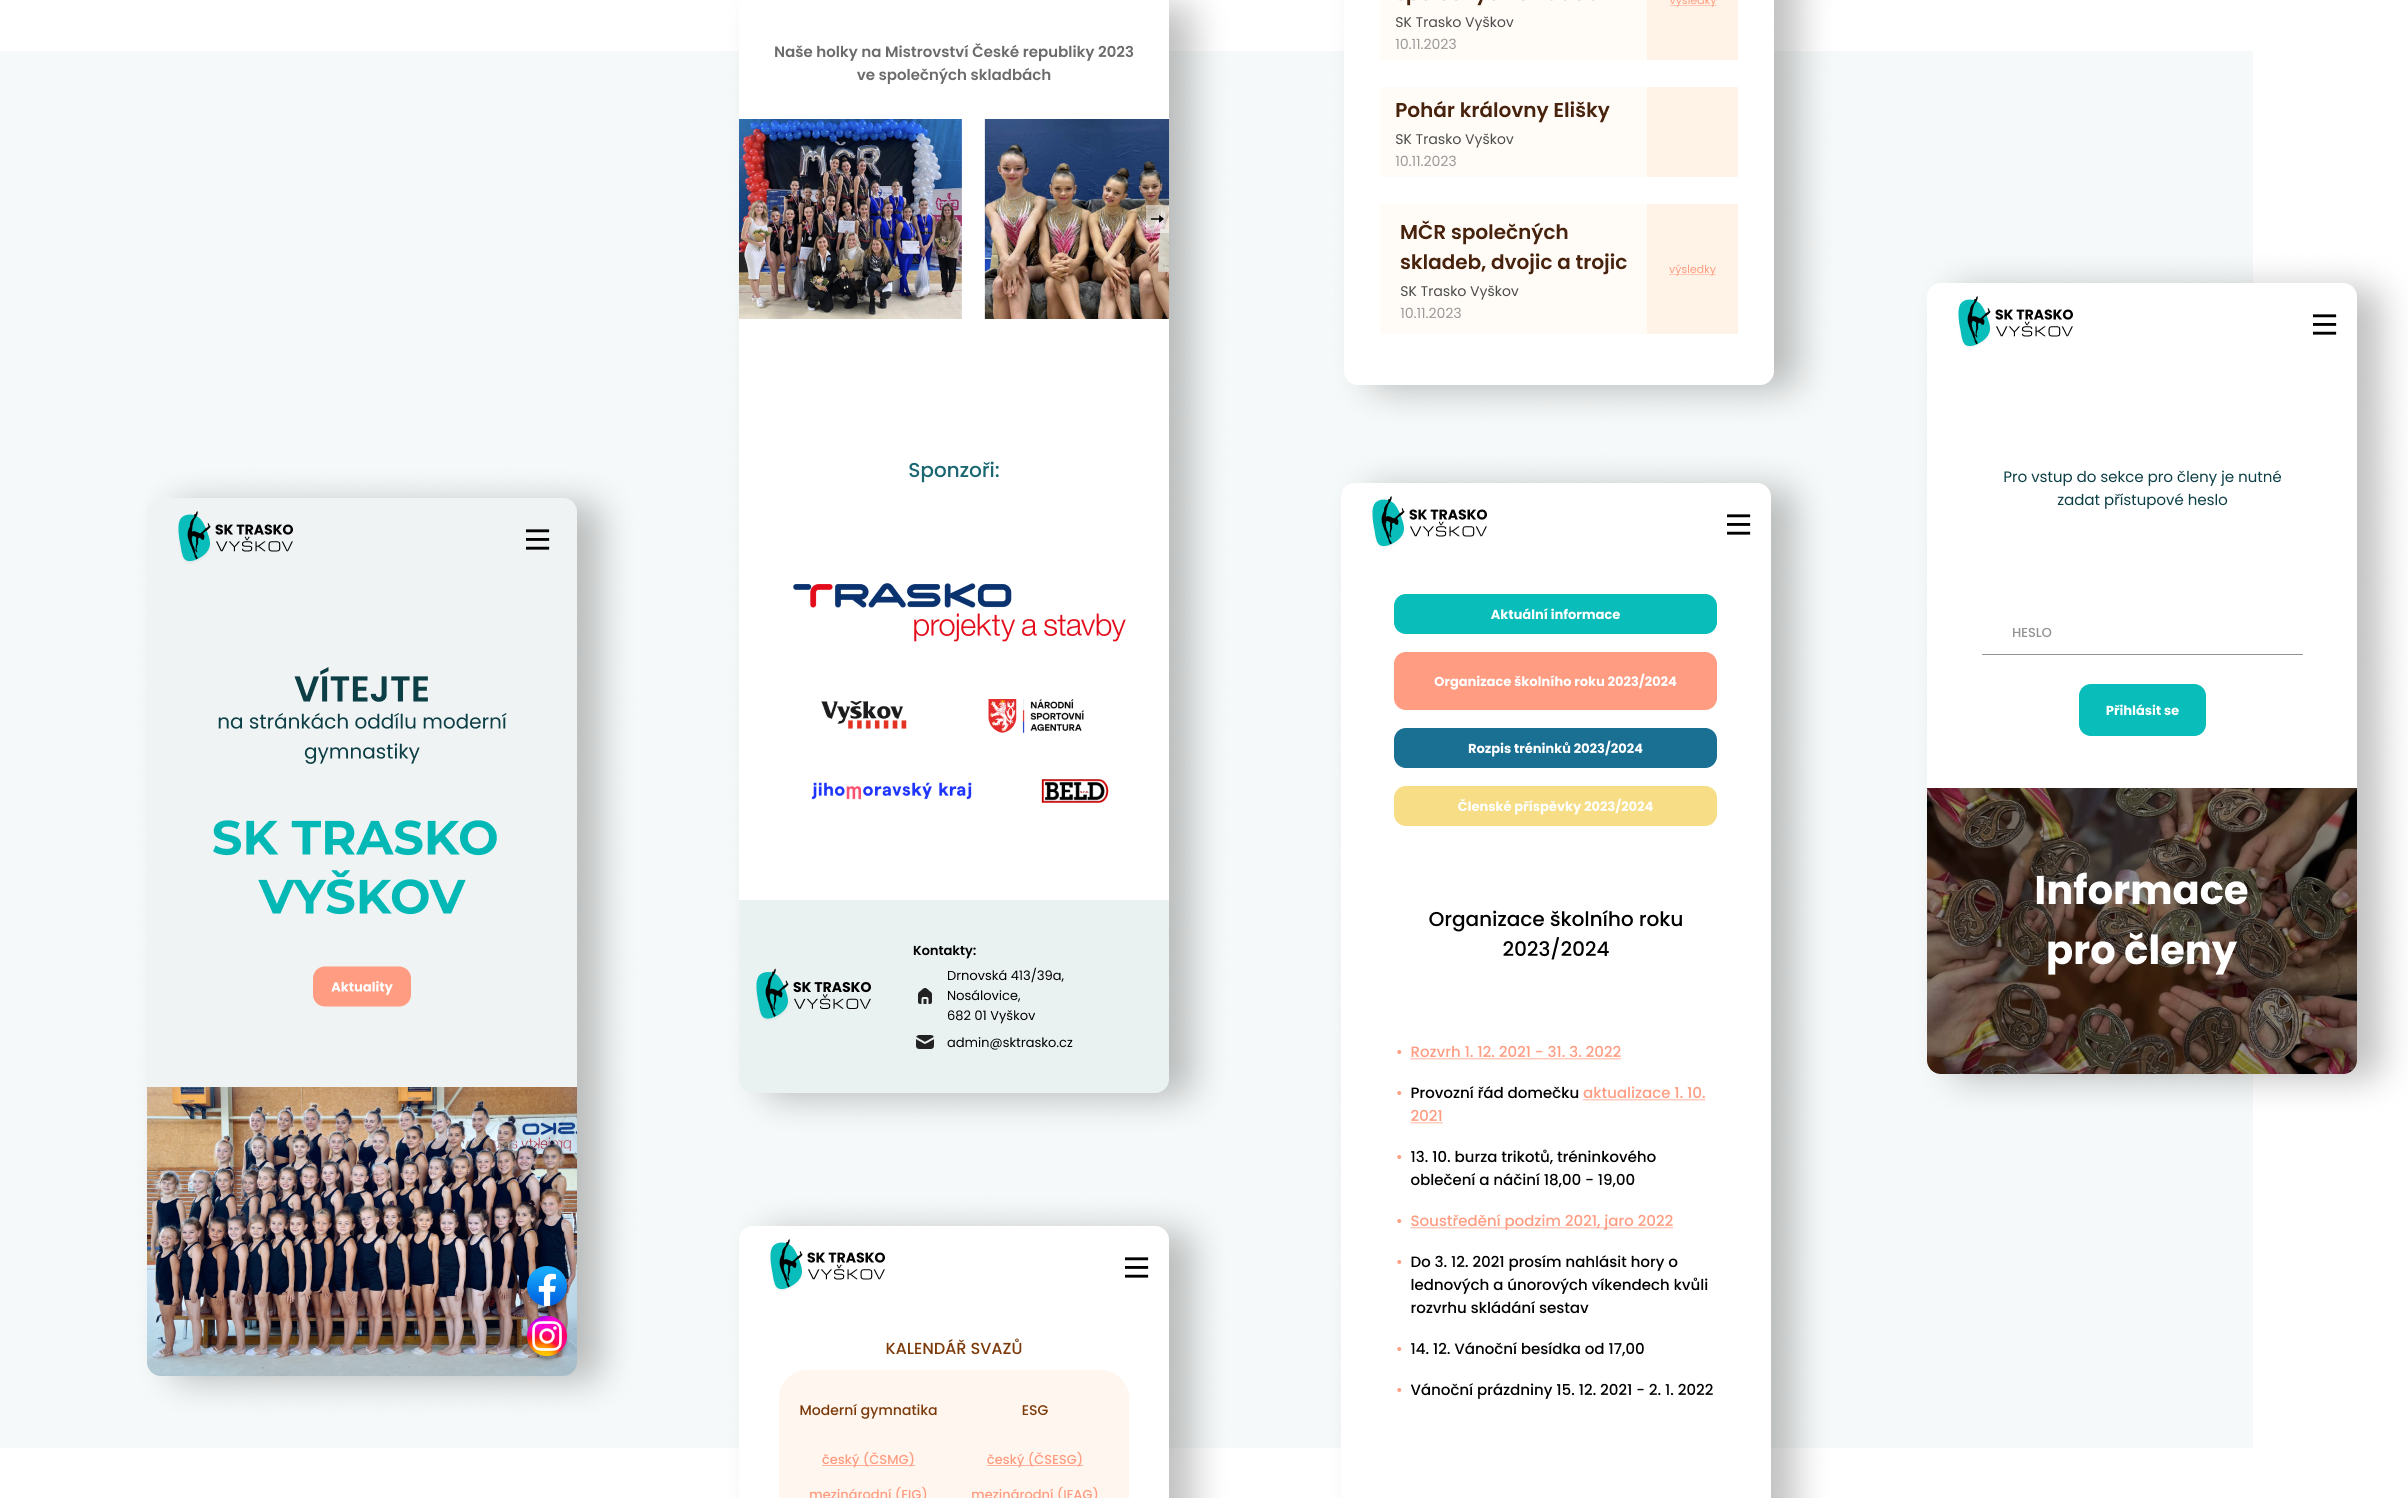 SK TRASKO
VYŠKOV
VÍTEJTE
na stránkách oddílu moderní
gymnastiky
SK TRASKO
VYŠKOV
Aktuality
Naše holky na Mistrovství České republiky 2023
ve společných skladbách
MČR
Sponzoři:
TRASKO
projekty a stavby
Vyškov
NÁRODNÍ
SPORTOVNÍ
AGENTURA
jihomoravský kraj
BELD
SK TRASKO
VYŠKOV
Kontakty:
Drnovská 413/39a,
Nosálovice,
682 01 Vyškov
admin@sktrasko.cz
SK TRASKO
VYŠKOV
KALENDÁŘ SVAZŮ
Moderní gymnatika
ESG
český (ČSMG)
český (ČSESG)
mezinárodní (FIG)
mezinárodní (IFAG)
výsledky
SK Trasko Vyškov
10.11.2023
Pohár královny Elišky
SK Trasko Vyškov
10.11.2023
MČR společných
skladeb, dvojic a trojic
výsledky
SK Trasko Vyškov
10.11.2023
SK TRASKO
VYŠKOV
Aktuální informace
Organizace školního roku 2023/2024
Rozpis tréninků 2023/2024
Členské příspěvky 2023/2024
Organizace školního roku
2023/2024
• Rozvrh 1. 12. 2021 - 31. 3. 2022
• Provozní řád domečku aktualizace 1. 10.
2021
• 13. 10. burza trikotů, tréninkového
oblečení a náčiní 18,00 - 19,00
• Soustředění podzim 2021, jaro 2022
• Do 3. 12. 2021 prosím nahlásit hory o
lednových a únorových víkendech kvůli
rozvrhu skládání sestav
• 14. 12. Vánoční besídka od 17,00
• Vánoční prázdniny 15. 12. 2021 - 2. 1. 2022
SK TRASKO
VYŠKOV
Pro vstup do sekce pro členy je nutné
zadat přístupové heslo
HESLO
Přihlásit se
Informace
pro členy